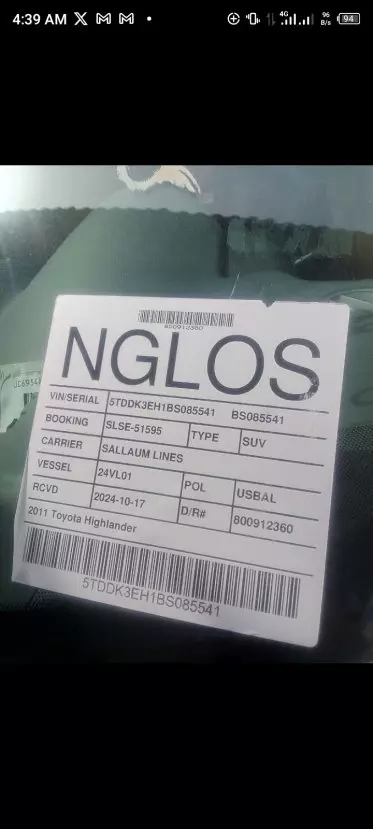 4:39 AM
4G
96 B/s
94
800912360
NGLOS
VIN/SERIAL 5TDDK3EH1BS085541 BS085541
BOOKING SLSE-51595 TYPE SUV
CARRIER SALLAUM LINES
VESSEL 24VL01 POL USBAL
RCVD 2024-10-17 D/R# 800912360
2011 Toyota Highlander
5TDDK3EH1BS085541